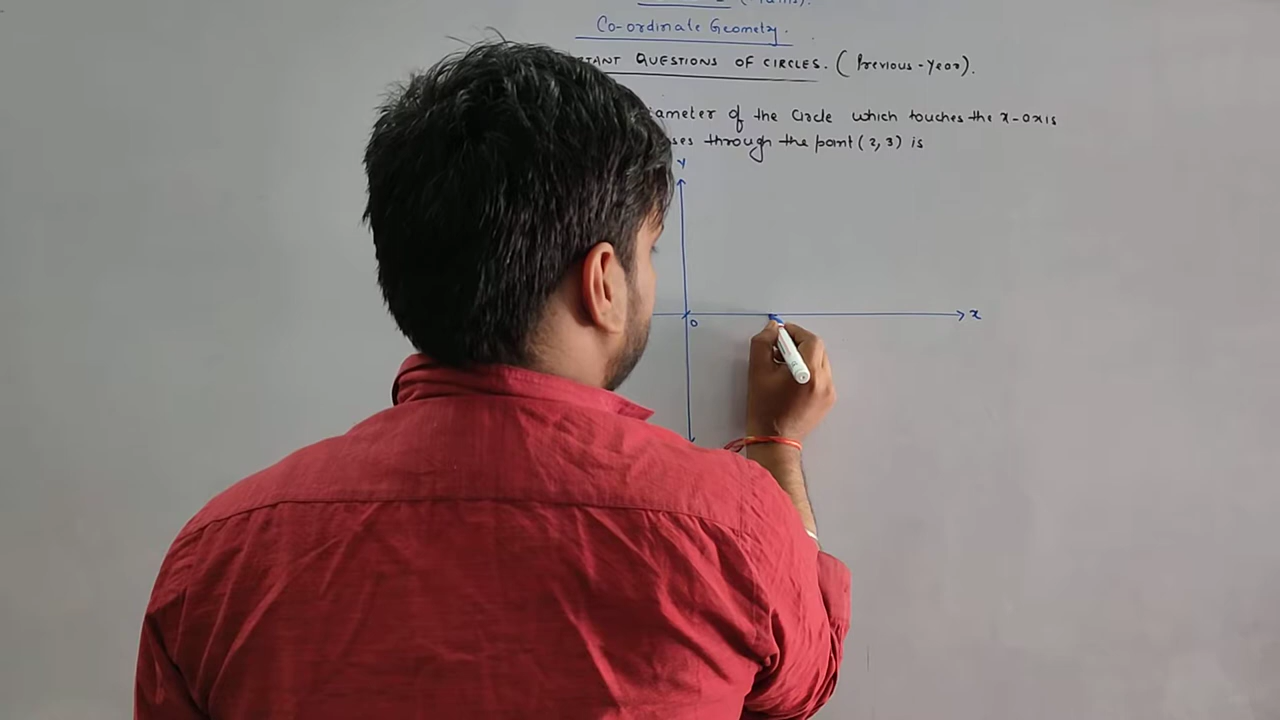 Co-ordinate Geometry.
TANT QUESTIONS OF CIRCLES. (Previous-Year).
iameter of the Circle which touches the x-axis
ses through the point (2, 3) is
Y
O
x